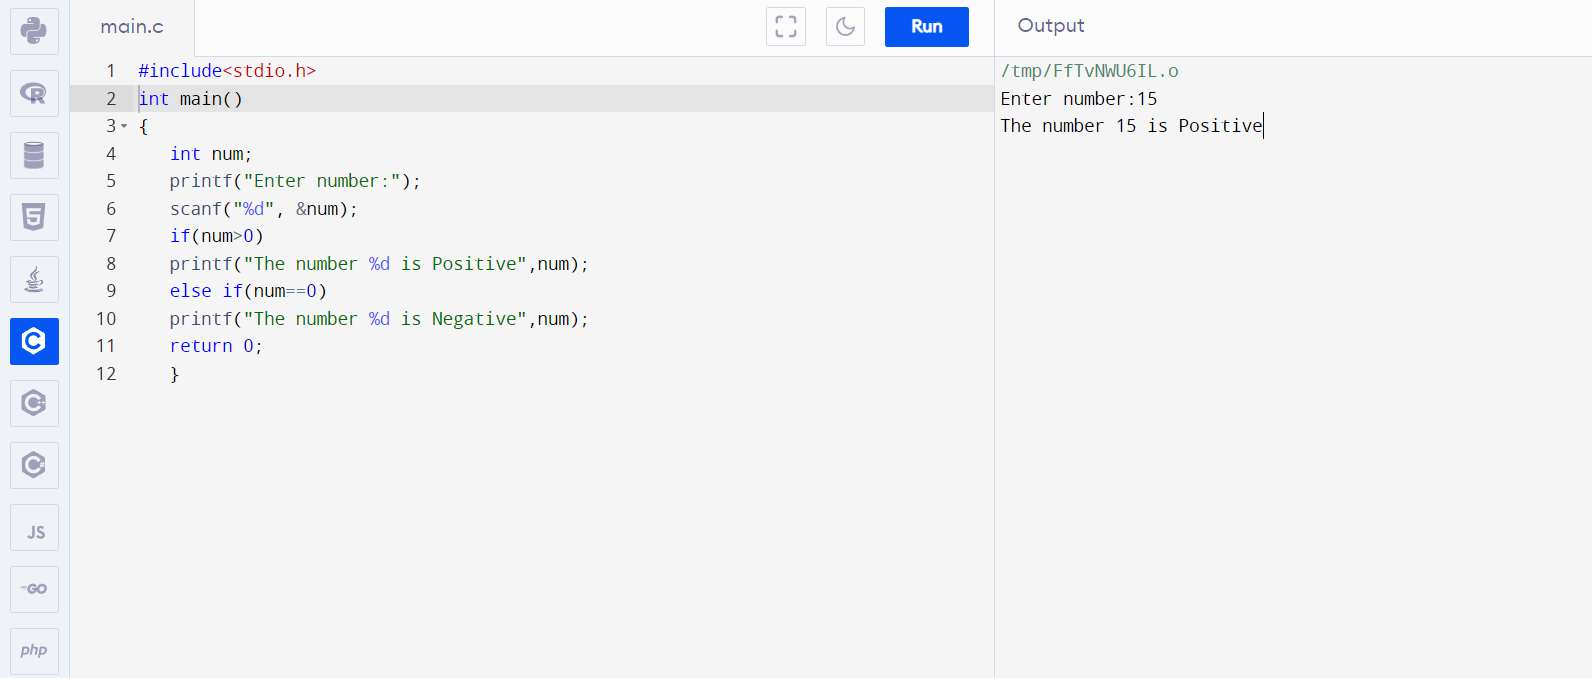 main.c
Run
Output
1 #include<stdio.h>
2 int main()
3 {
4 int num;
5 printf("Enter number:");
6 scanf("%d", &num);
7 if(num>0)
8 printf("The number %d is Positive",num);
9 else if(num==0)
10 printf("The number %d is Negative",num);
11 return 0;
12 }
/tmp/FfTvNWU6IL.o
Enter number:15
The number 15 is Positive
R
5
C
C++
C#
JS
GO
php